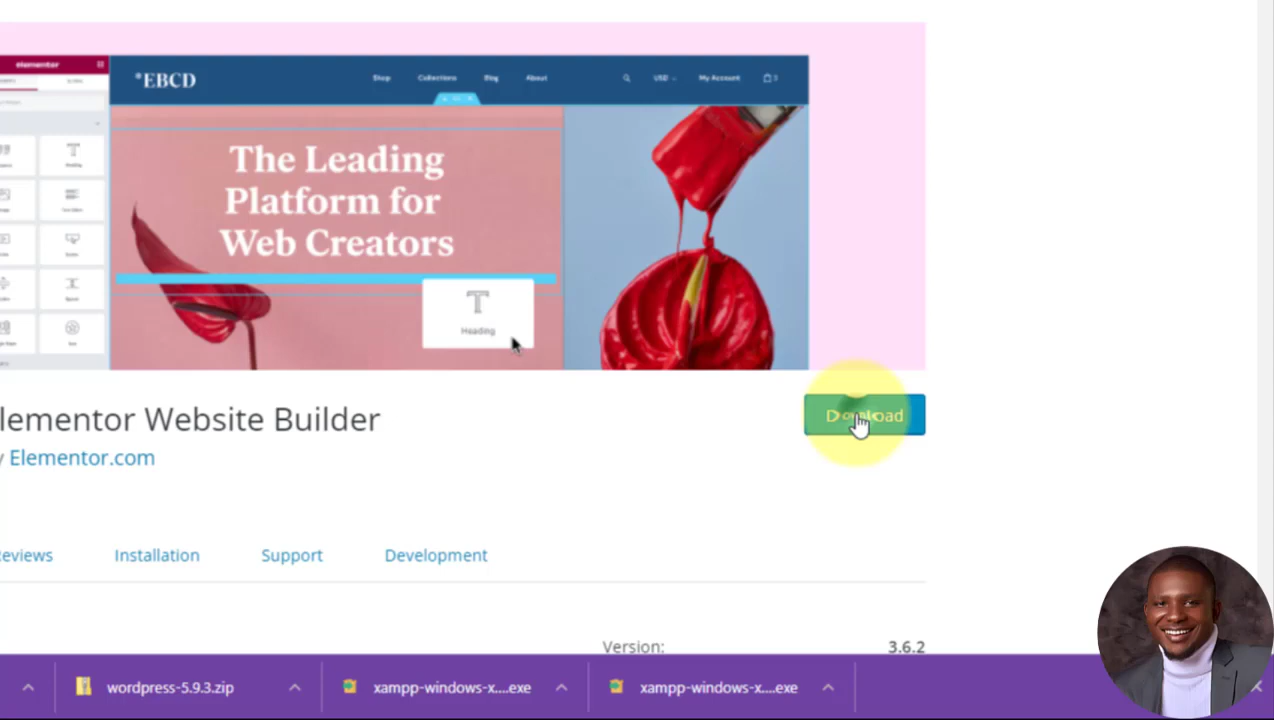 elementor
°EBCD
Shop
Collections
Blog
About
USD
My Account
The Leading
Platform for
Web Creators
Heading
Heading
lementor Website Builder
Download
y Elementor.com
eviews
Installation
Support
Development
Version:
3.6.2
wordpress-5.9.3.zip
xampp-windows-x....exe
xampp-windows-x....exe